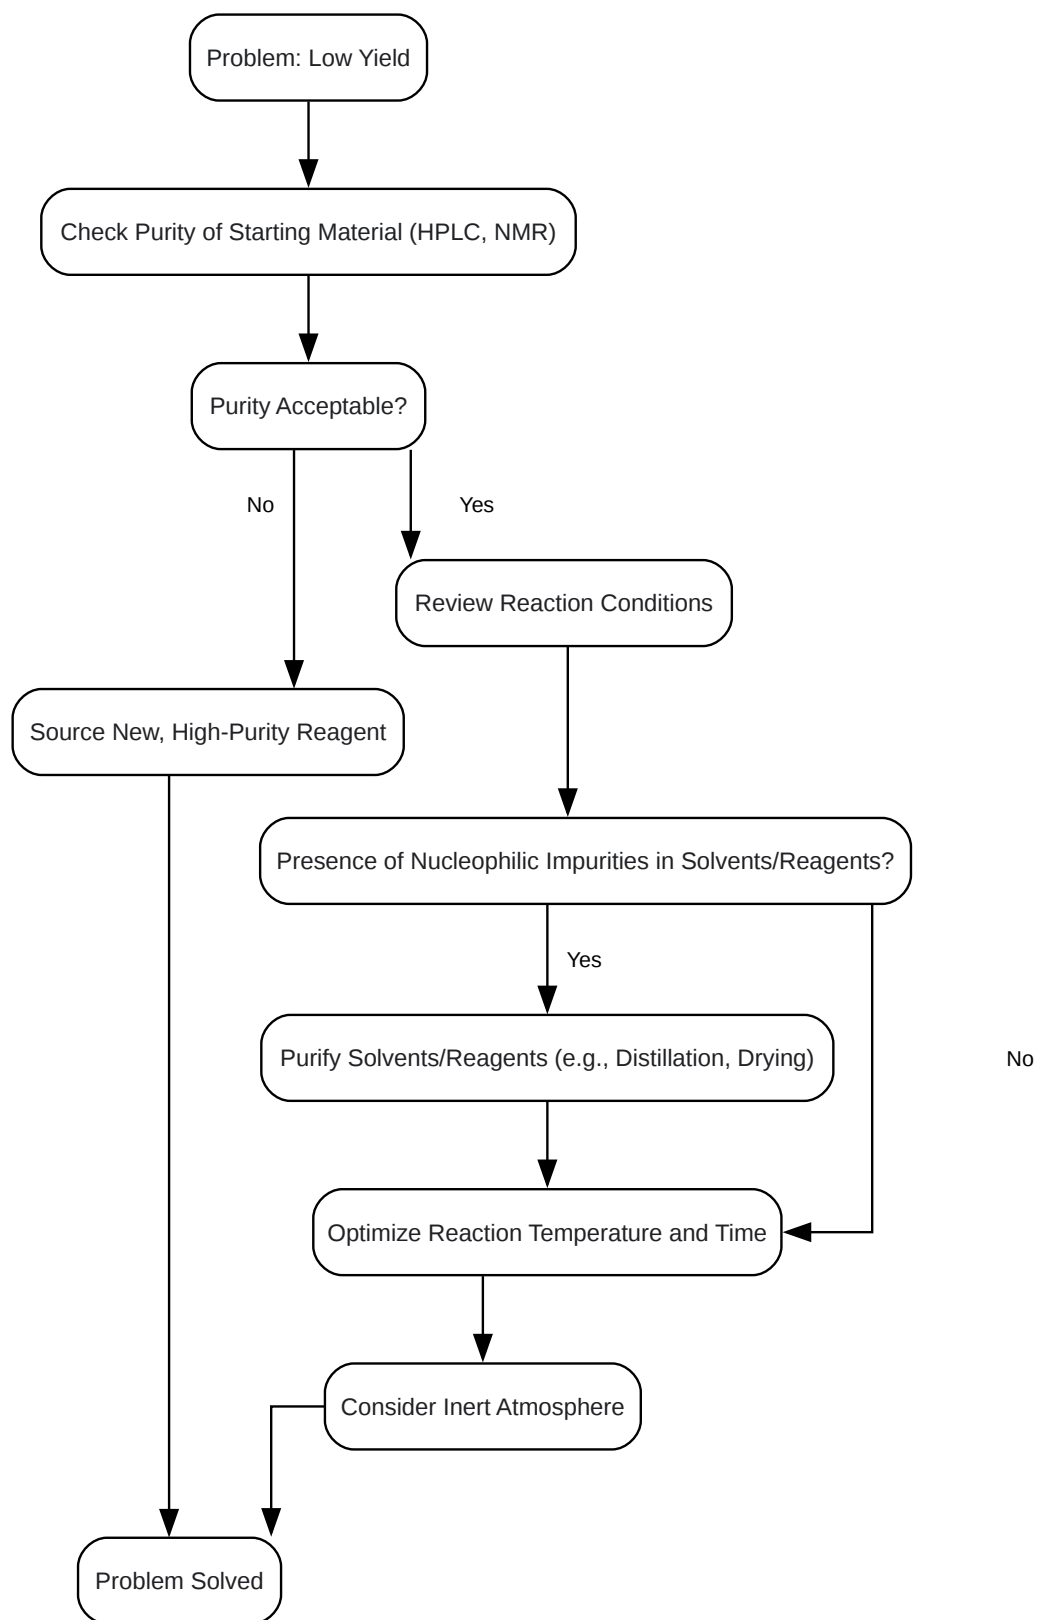 Problem: Low Yield
Check Purity of Starting Material (HPLC, NMR)
Purity Acceptable?
No
Yes
Review Reaction Conditions
Source New, High-Purity Reagent
Presence of Nucleophilic Impurities in Solvents/Reagents?
Yes
Purify Solvents/Reagents (e.g., Distillation, Drying)
No
Optimize Reaction Temperature and Time
Consider Inert Atmosphere
Problem Solved